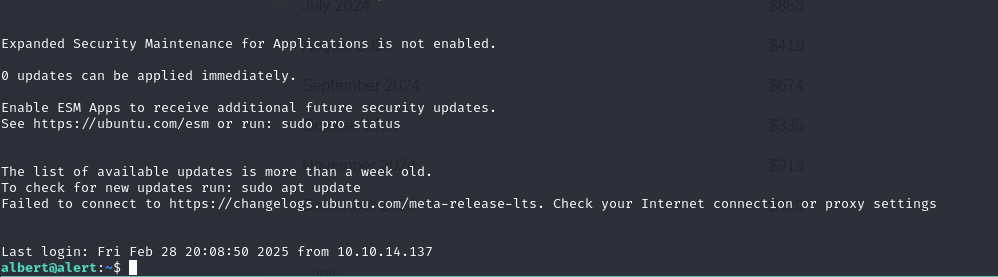 July 2024 $858
Expanded Security Maintenance for Applications is not enabled.
$419
0 updates can be applied immediately.
September 2024 $674
Enable ESM Apps to receive additional future security updates.
See https://ubuntu.com/esm or run: sudo pro status
$335
November 2024 $913
The list of available updates is more than a week old.
To check for new updates run: sudo apt update
Failed to connect to https://changelogs.ubuntu.com/meta-release-lts. Check your Internet connection or proxy settings
Last login: Fri Feb 28 20:08:50 2025 from 10.10.14.137
albert@alert:~$